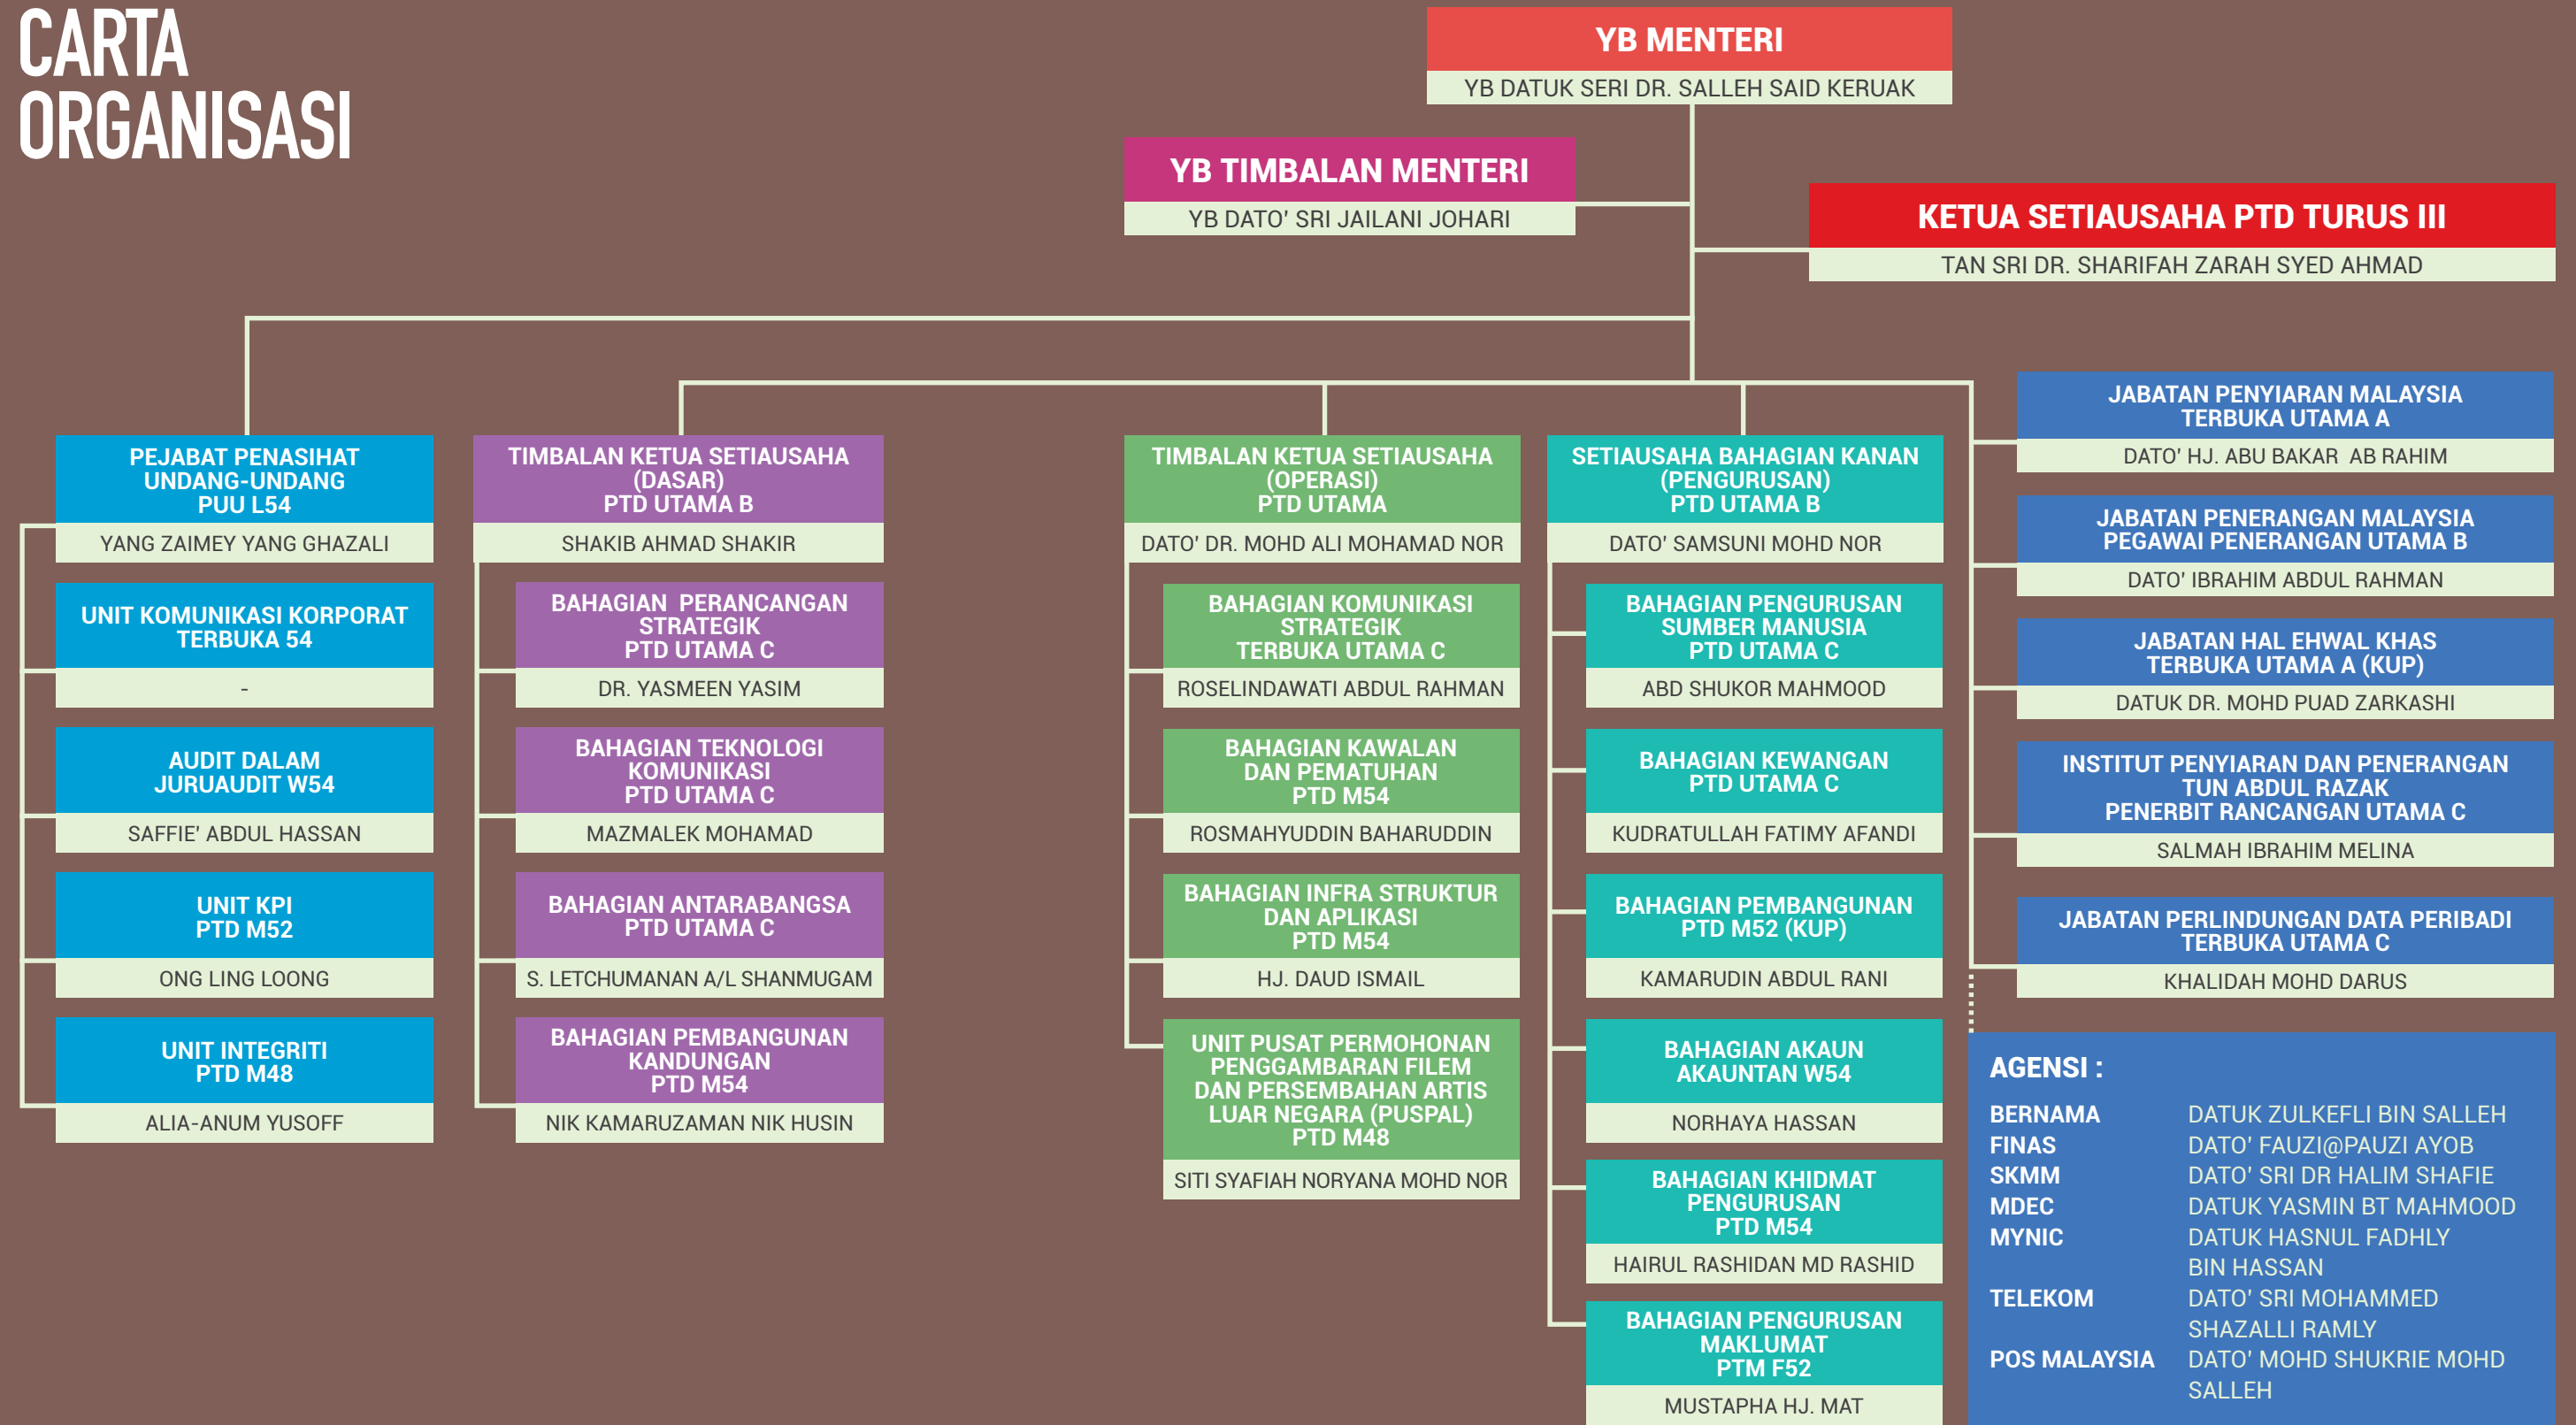 CARTA
ORGANISASI
YB MENTERI
YB DATUK SERI DR. SALLEH SAID KERUAK
YB TIMBALAN MENTERI
YB DATO' SRI JAILANI JOHARI
KETUA SETIAUSAHA PTD TURUS III
TAN SRI DR. SHARIFAH ZARAH SYED AHMAD
PEJABAT PENASIHAT
UNDANG-UNDANG
PUU L54
YANG ZAIMEY YANG GHAZALI
UNIT KOMUNIKASI KORPORAT
TERBUKA 54
-
AUDIT DALAM
JURUAUDIT W54
SAFFIE' ABDUL HASSAN
UNIT KPI
PTD M52
ONG LING LOONG
UNIT INTEGRITI
PTD M48
ALIA-ANUM YUSOFF
TIMBALAN KETUA SETIAUSAHA
(DASAR)
PTD UTAMA B
SHAKIB AHMAD SHAKIR
BAHAGIAN PERANCANGAN
STRATEGIK
PTD UTAMA C
DR. YASMEEN YASIM
BAHAGIAN TEKNOLOGI
KOMUNIKASI
PTD UTAMA C
MAZMALEK MOHAMAD
BAHAGIAN ANTARABANGSA
PTD UTAMA C
S. LETCHUMANAN A/L SHANMUGAM
BAHAGIAN PEMBANGUNAN
KANDUNGAN
PTD M54
NIK KAMARUZAMAN NIK HUSIN
TIMBALAN KETUA SETIAUSAHA
(OPERASI)
PTD UTAMA
DATO' DR. MOHD ALI MOHAMAD NOR
BAHAGIAN KOMUNIKASI
STRATEGIK
TERBUKA UTAMA C
ROSELINDAWATI ABDUL RAHMAN
BAHAGIAN KAWALAN
DAN PEMATUHAN
PTD M54
ROSMAHYUDDIN BAHARUDDIN
BAHAGIAN INFRA STRUKTUR
DAN APLIKASI
PTD M54
HJ. DAUD ISMAIL
UNIT PUSAT PERMOHONAN
PENGGAMBARAN FILEM
DAN PERSEMBAHAN ARTIS
LUAR NEGARA (PUSPAL)
PTD M48
SITI SYAFIAH NORYANA MOHD NOR
SETIAUSAHA BAHAGIAN KANAN
(PENGURUSAN)
PTD UTAMA B
DATO' SAMSUNI MOHD NOR
BAHAGIAN PENGURUSAN
SUMBER MANUSIA
PTD UTAMA C
ABD SHUKOR MAHMOOD
BAHAGIAN KEWANGAN
PTD UTAMA C
KUDRATULLAH FATIMY AFANDI
BAHAGIAN PEMBANGUNAN
PTD M52 (KUP)
KAMARUDIN ABDUL RANI
BAHAGIAN AKAUN
AKAUNTAN W54
NORHAYA HASSAN
BAHAGIAN KHIDMAT
PENGURUSAN
PTD M54
HAIRUL RASHIDAN MD RASHID
BAHAGIAN PENGURUSAN
MAKLUMAT
PTM F52
MUSTAPHA HJ. MAT
JABATAN PENYIARAN MALAYSIA
TERBUKA UTAMA A
DATO' HJ. ABU BAKAR AB RAHIM
JABATAN PENERANGAN MALAYSIA
PEGAWAI PENERANGAN UTAMA B
DATO' IBRAHIM ABDUL RAHMAN
JABATAN HAL EHWAL KHAS
TERBUKA UTAMA A (KUP)
DATUK DR. MOHD PUAD ZARKASHI
INSTITUT PENYIARAN DAN PENERANGAN
TUN ABDUL RAZAK
PENERBIT RANCANGAN UTAMA C
SALMAH IBRAHIM MELINA
JABATAN PERLINDUNGAN DATA PERIBADI
TERBUKA UTAMA C
KHALIDAH MOHD DARUS
AGENSI :
BERNAMA DATUK ZULKEFLI BIN SALLEH
FINAS DATO' FAUZI@PAUZI AYOB
SKMM DATO' SRI DR HALIM SHAFIE
MDEC DATUK YASMIN BT MAHMOOD
MYNIC DATUK HASNUL FADHLY
BIN HASSAN
TELEKOM DATO' SRI MOHAMMED
SHAZALLI RAMLY
POS MALAYSIA DATO' MOHD SHUKRIE MOHD
SALLEH